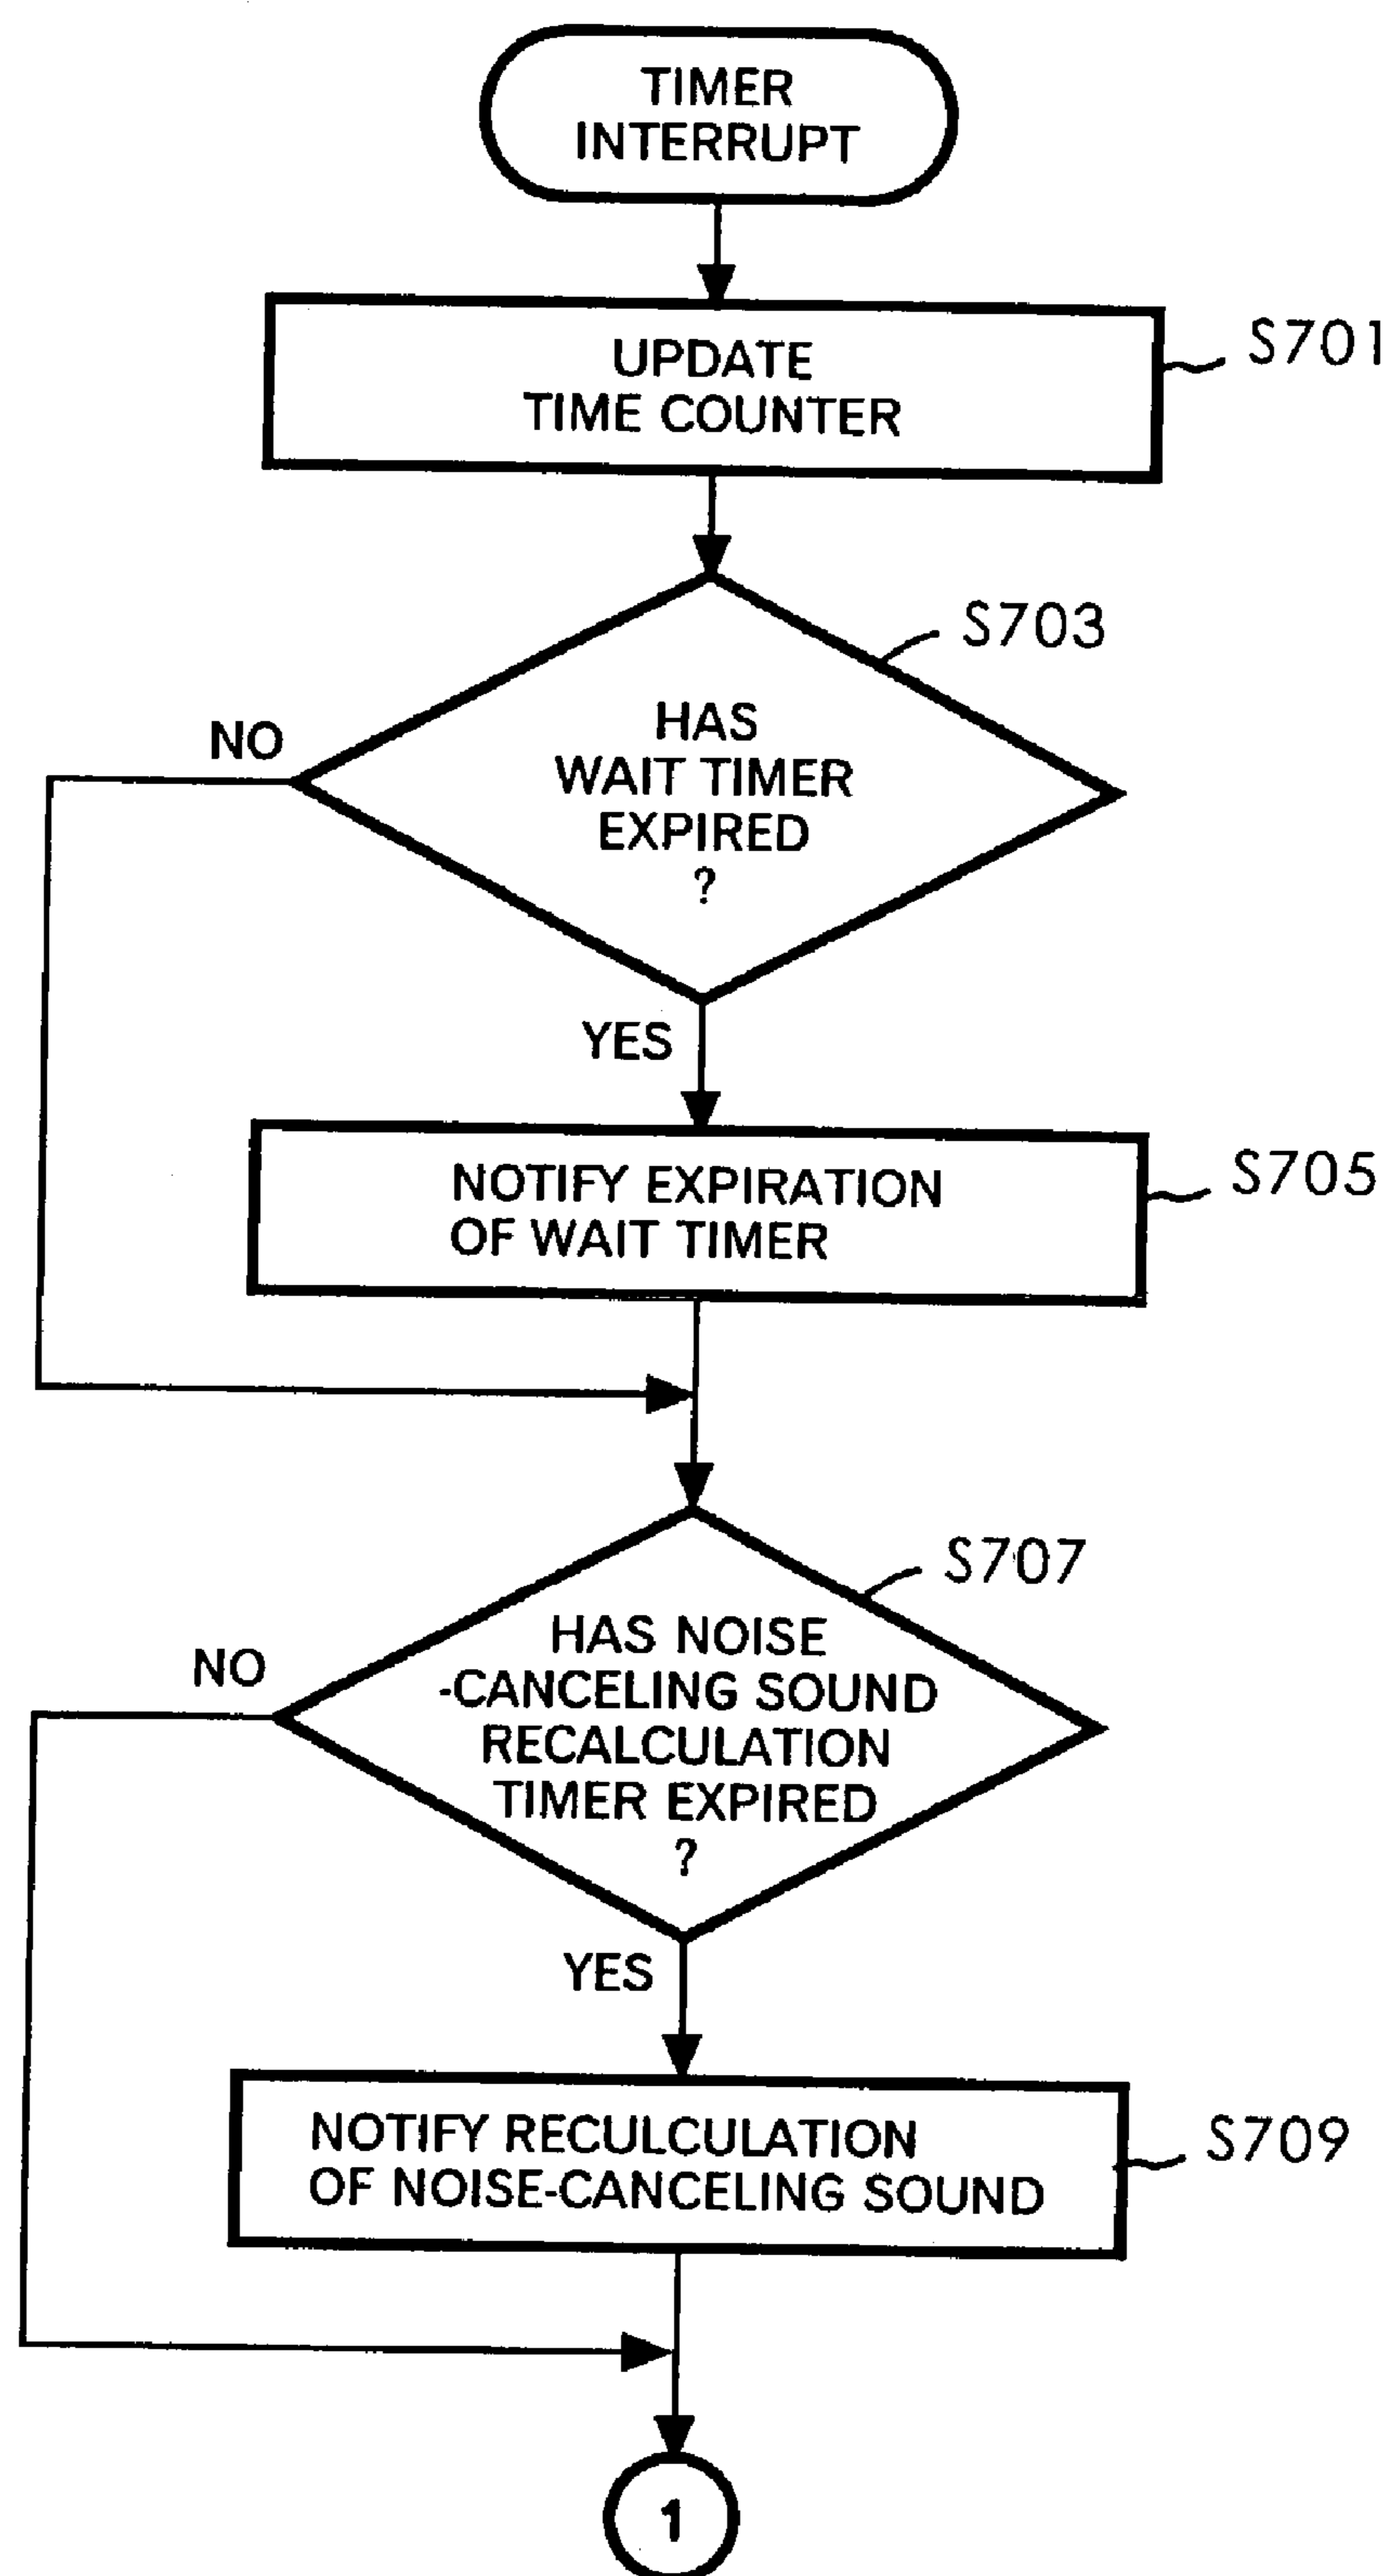 TIMER
INTERRUPT
UPDATE
TIME COUNTER
S701
S703
HAS
WAIT TIMER
EXPIRED
?
NO
YES
NOTIFY EXPIRATION
OF WAIT TIMER
S705
S707
HAS NOISE
-CANCELING SOUND
RECALCULATION
TIMER EXPIRED
?
NO
YES
NOTIFY RECULCULATION
OF NOISE-CANCELING SOUND
S709
1